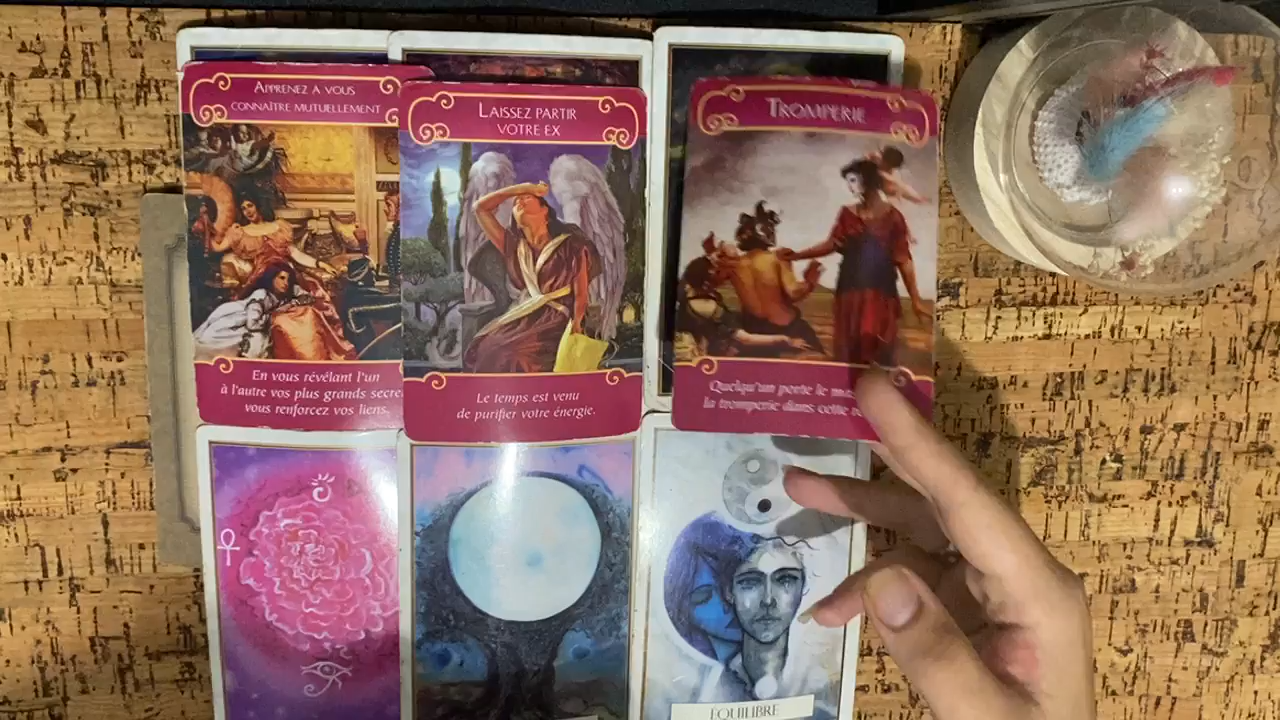 APPRENEZ À VOUS
CONNAÎTRE MUTUELLEMENT
En vous révélant l'un
à l'autre vos plus grands
vous renforcez vos liens.
LAISSEZ PARTIR
VOTRE EX
Le temps est venu
de purifier votre énergie.
TROMPERIE
Quelqu'un porte le
la tromperie dans cette
ÉQUILIBRE